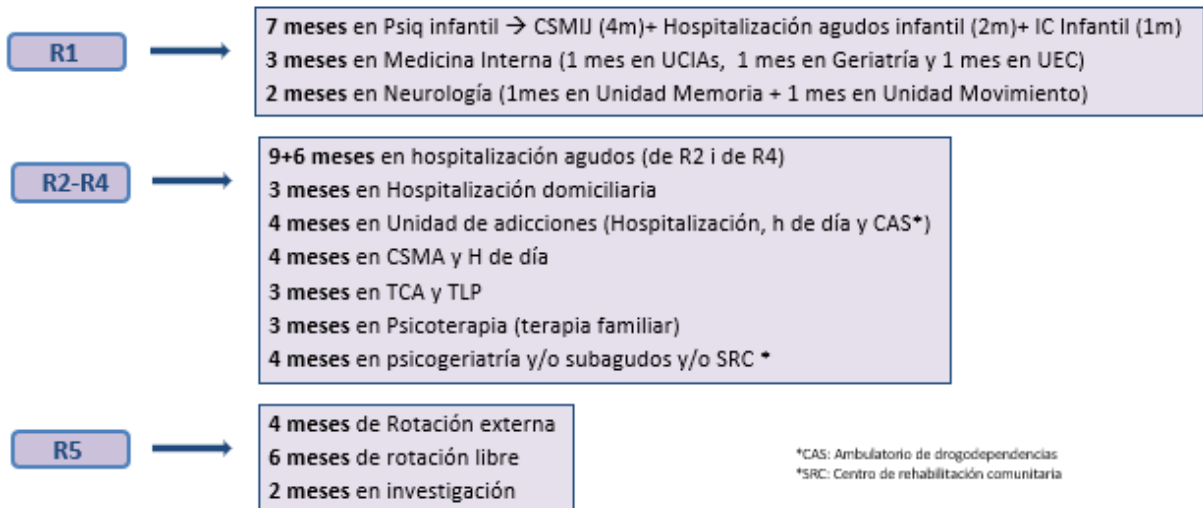 R1
7 meses en Psiq infantil → CSMIJ (4m)+ Hospitalización agudos infantil (2m)+ IC Infantil (1m)
3 meses en Medicina Interna (1 mes en UCIAs, 1 mes en Geriatría y 1 mes en UEC)
2 meses en Neurología (1mes en Unidad Memoria + 1 mes en Unidad Movimiento)
R2-R4
9+6 meses en hospitalización agudos (de R2 i de R4)
3 meses en Hospitalización domiciliaria
4 meses en Unidad de adicciones (Hospitalización, h de día y CAS*)
4 meses en CSMA y H de día
3 meses en TCA y TLP
3 meses en Psicoterapia (terapia familiar)
4 meses en psicogeriatría y/o subagudos y/o SRC *
R5
4 meses de Rotación externa
6 meses de rotación libre
2 meses en investigación
*CAS: Ambulatorio de drogodependencias
*SRC: Centro de rehabilitación comunitaria